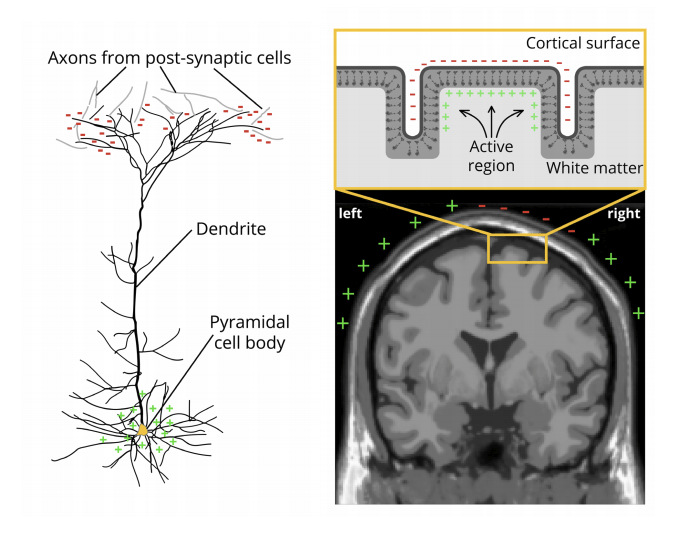 Axons from post-synaptic cells
Dendrite
Pyramidal
cell body
Cortical surface
Active
region
White matter
left
right